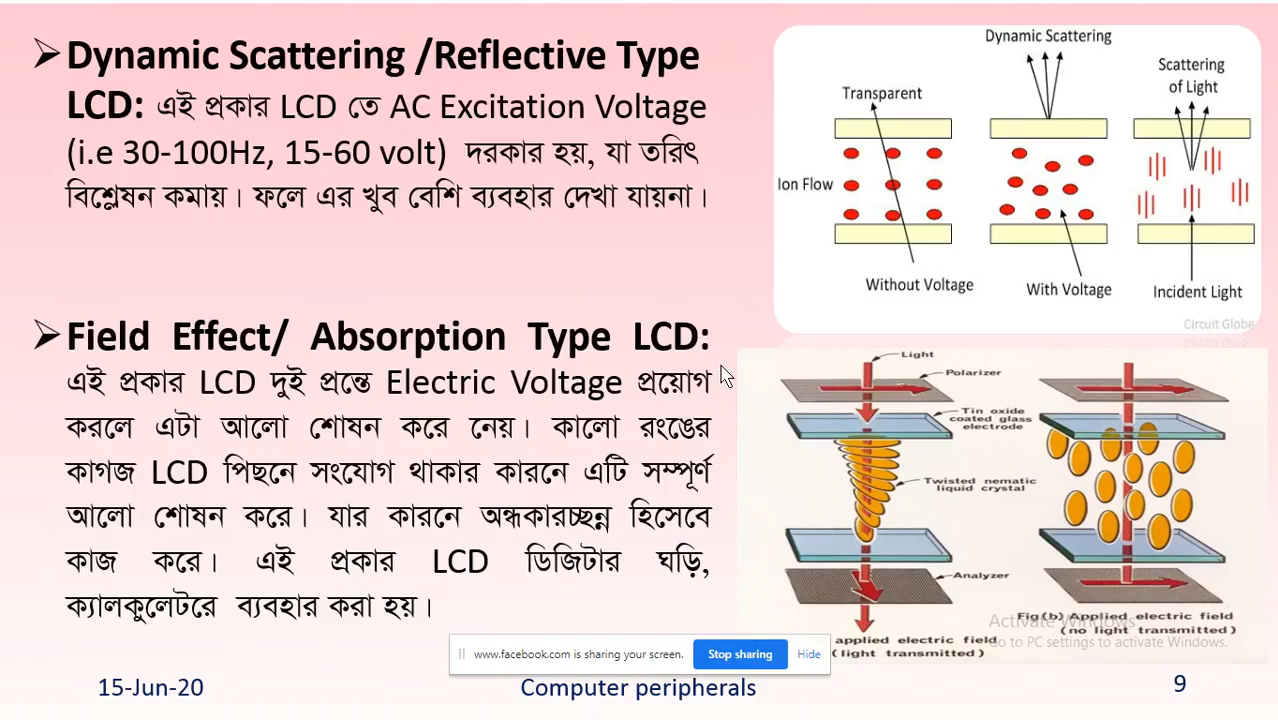 ➢ Dynamic Scattering /Reflective Type
LCD: এই প্রকার LCD তে AC Excitation Voltage
(i.e 30-100Hz, 15-60 volt) দরকার হয়, যা তরিৎ
বিশ্লেষন কমায়। ফলে এর খুব বেশি ব্যবহার দেখা যায়না।
➢ Field Effect/ Absorption Type LCD:
এই প্রকার LCD দুই প্রন্তে Electric Voltage প্রয়োগ
করলে এটা আলো শোষন করে নেয়। কালো রংঙের
কাগজ LCD পিছনে সংযোগ থাকার কারনে এটি সম্পূর্ণ
আলো শোষন করে। যার কারনে অন্ধকারচ্ছন্ন হিসেবে
কাজ করে। এই প্রকার LCD ডিজিটার ঘড়ি,
ক্যালকুলেটরে ব্যবহার করা হয়।
Dynamic Scattering
Transparent
Scattering
of Light
Ion Flow
Without Voltage
With Voltage
Incident Light
Circuit Globe
Light
Polarizer
Tin oxide
coated glass
electrode
Twisted nematic
liquid crystal
Analyzer
applied electric field
(light transmitted)
Fig(b) Applied electric field
(no light transmitted)
Activate Windows
Go to PC settings to activate Windows.
www.facebook.com is sharing your screen.
Stop sharing
Hide
15-Jun-20
Computer peripherals
9